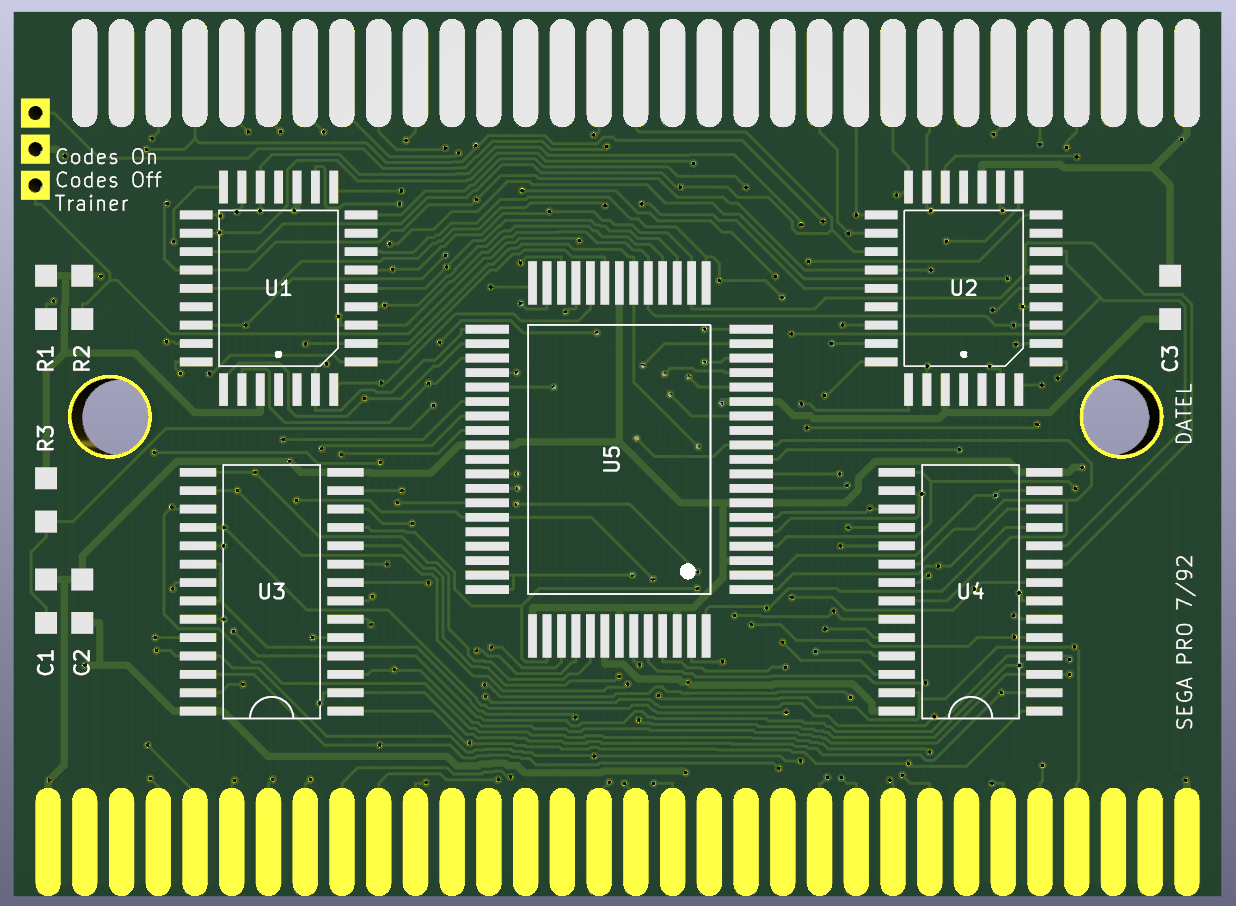 Codes On
Codes Off
Trainer
U1
U2
R1
R2
C3
DATEL
R3
U5
U3
U4
C1
C2
SEGA PRO 7/92